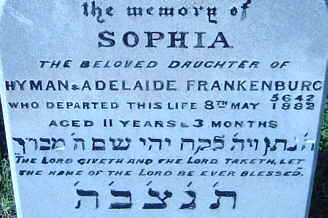 the memory of
SOPHIA
THE BELOVED DAUGHTER OF
HYMAN & ADELAIDE FRANKENBURG
WHO DEPARTED THIS LIFE 8TH MAY 5642 1882
AGED 11 YEARS & 3 MONTHS
ה׳ נתן וה׳ לקח יהי שם ה׳ מבורך
THE LORD GIVETH AND THE LORD TAKETH, LET
THE NAME OF THE LORD BE EVER BLESSED.
ת׳נ׳צ׳ב׳ה׳